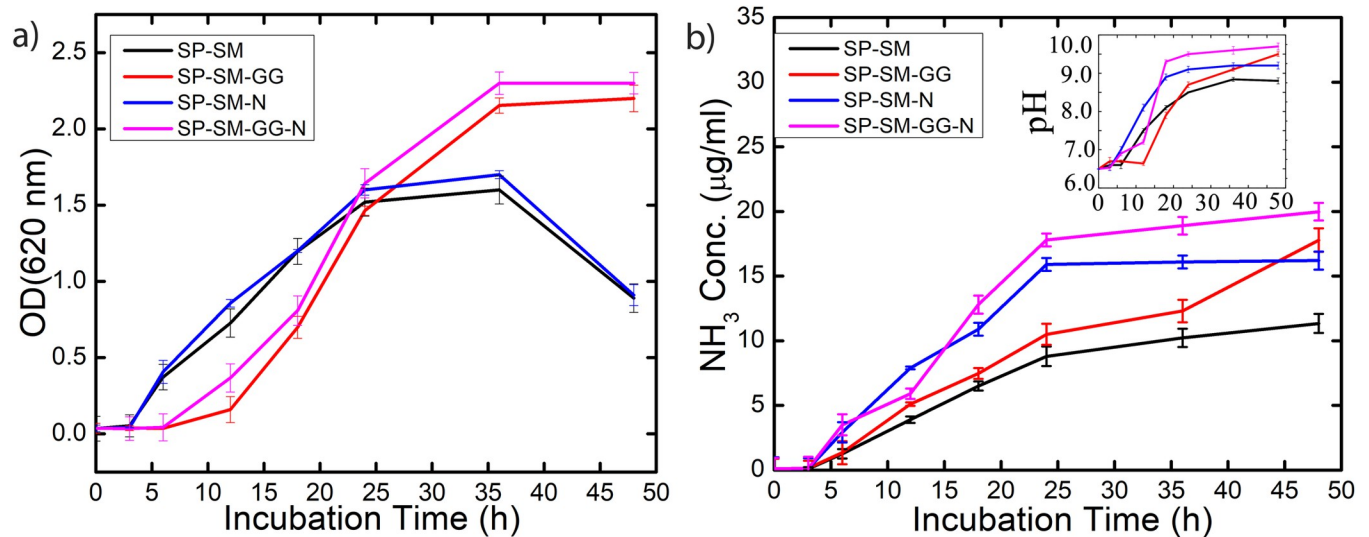 a)
SP-SM
SP-SM-GG
SP-SM-N
SP-SM-GG-N
2.5
2.0
1.5
1.0
0.5
0.0
OD(620 nm)
0 5 10 15 20 25 30 35 40 45 50
Incubation Time (h)
b)
SP-SM
SP-SM-GG
SP-SM-N
SP-SM-GG-N
35
30
25
20
15
10
5
0
NH3 Conc. (µg/ml)
0 5 10 15 20 25 30 35 40 45 50
Incubation Time (h)
10.0
9.0
8.0
7.0
6.0
pH
0 10 20 30 40 50